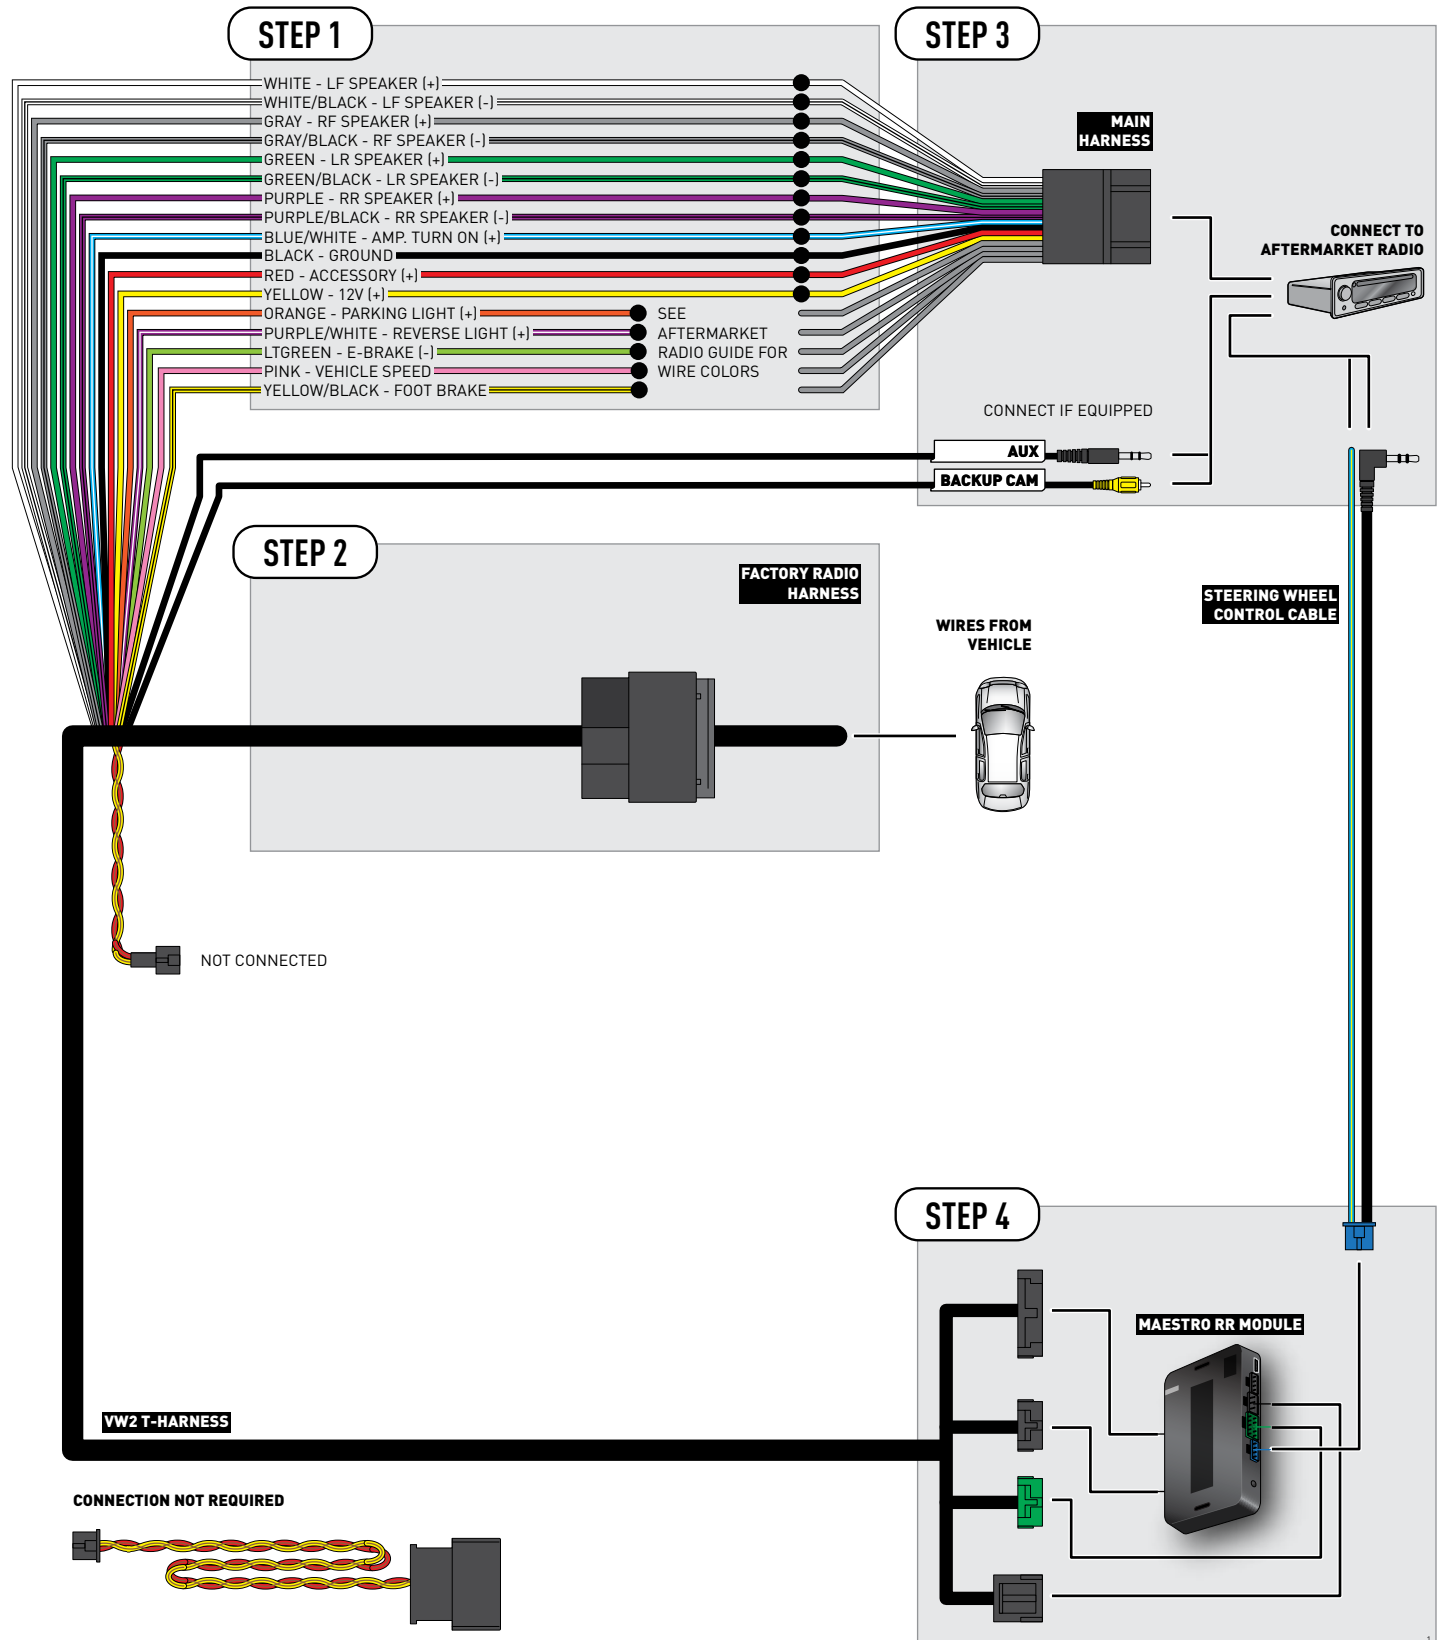 STEP 1
WHITE - LF SPEAKER (+)
WHITE/BLACK - LF SPEAKER (-)
GRAY - RF SPEAKER (+)
GRAY/BLACK - RF SPEAKER (-)
GREEN - LR SPEAKER (+)
GREEN/BLACK - LR SPEAKER (-)
PURPLE - RR SPEAKER (+)
PURPLE/BLACK - RR SPEAKER (-)
BLUE/WHITE - AMP. TURN ON (+)
BLACK - GROUND
RED - ACCESSORY (+)
YELLOW - 12V (+)
ORANGE - PARKING LIGHT (+)
PURPLE/WHITE - REVERSE LIGHT (+)
LTGREEN - E-BRAKE (-)
PINK - VEHICLE SPEED
YELLOW/BLACK - FOOT BRAKE
SEE
AFTERMARKET
RADIO GUIDE FOR
WIRE COLORS
STEP 3
MAIN
HARNESS
CONNECT TO
AFTERMARKET RADIO
CONNECT IF EQUIPPED
AUX
BACKUP CAM
STEP 2
FACTORY RADIO
HARNESS
WIRES FROM
VEHICLE
STEERING WHEEL
CONTROL CABLE
NOT CONNECTED
STEP 4
MAESTRO RR MODULE
VW2 T-HARNESS
CONNECTION NOT REQUIRED
1